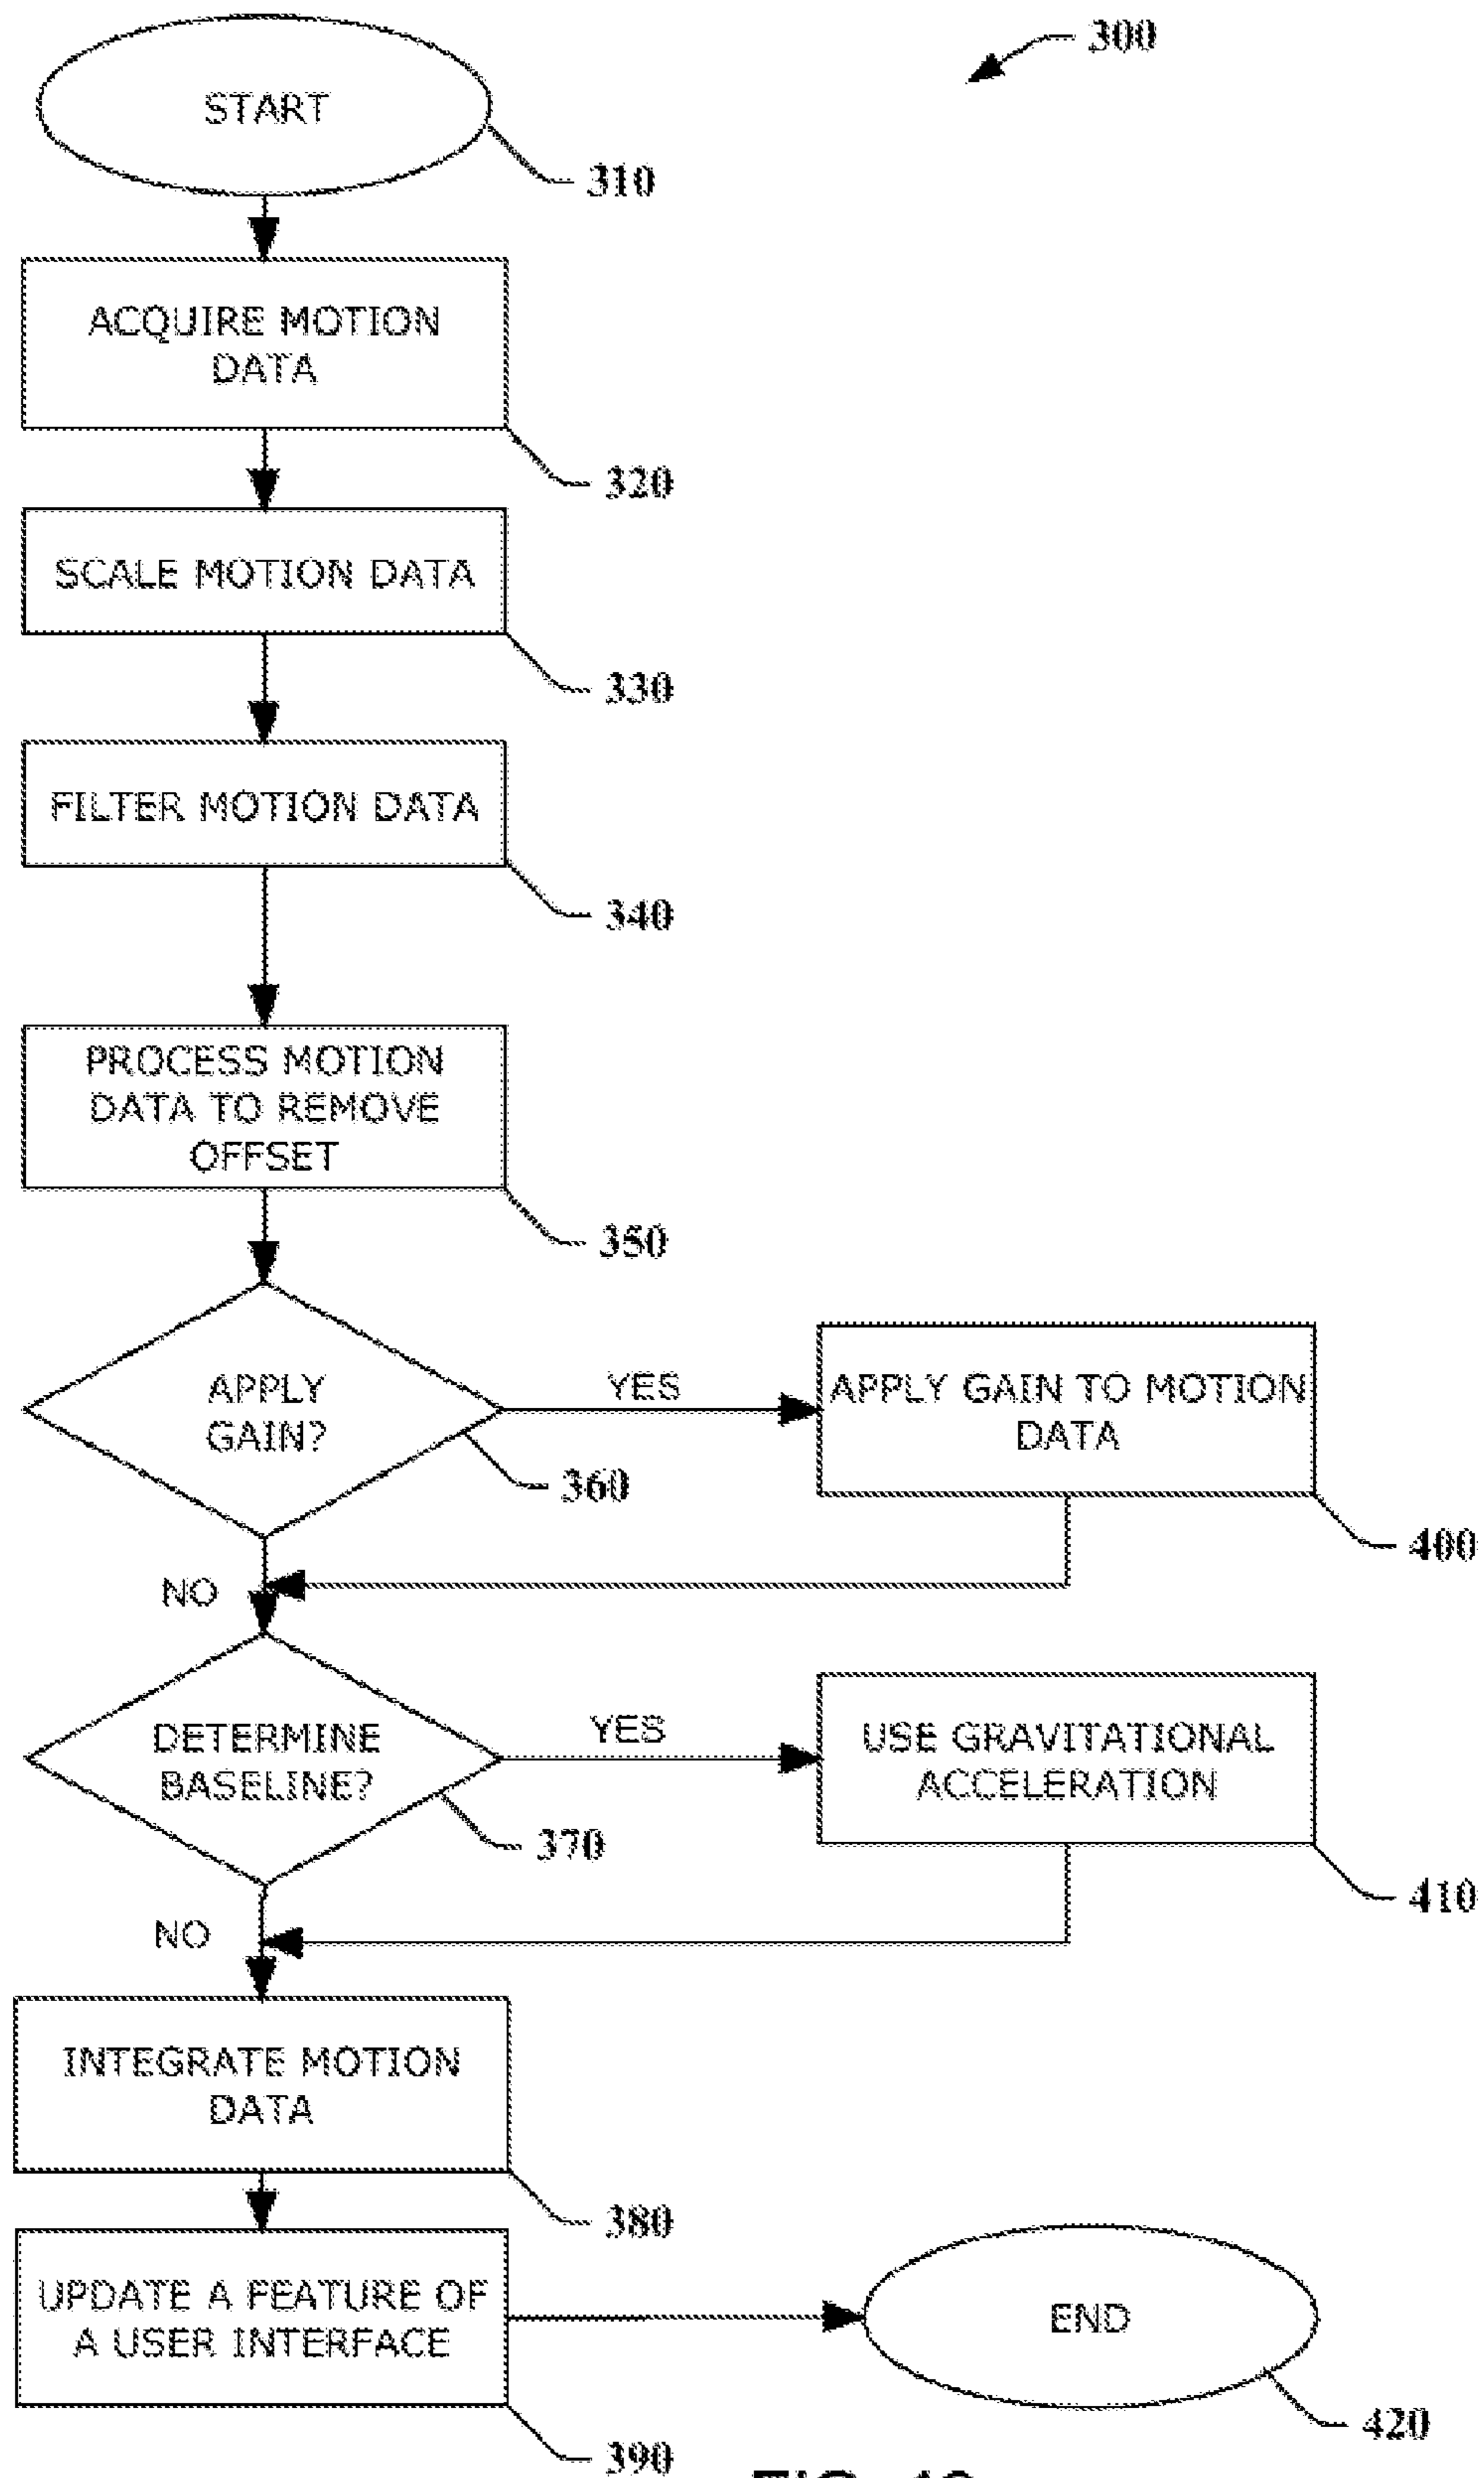 300
START
310
ACQUIRE MOTION
DATA
320
SCALE MOTION DATA
330
FILTER MOTION DATA
340
PROCESS MOTION
DATA TO REMOVE
OFFSET
350
APPLY
GAIN?
360
YES
APPLY GAIN TO MOTION
DATA
400
NO
DETERMINE
BASELINE?
370
YES
USE GRAVITATIONAL
ACCELERATION
410
NO
INTEGRATE MOTION
DATA
380
UPDATE A FEATURE OF
A USER INTERFACE
390
END
420